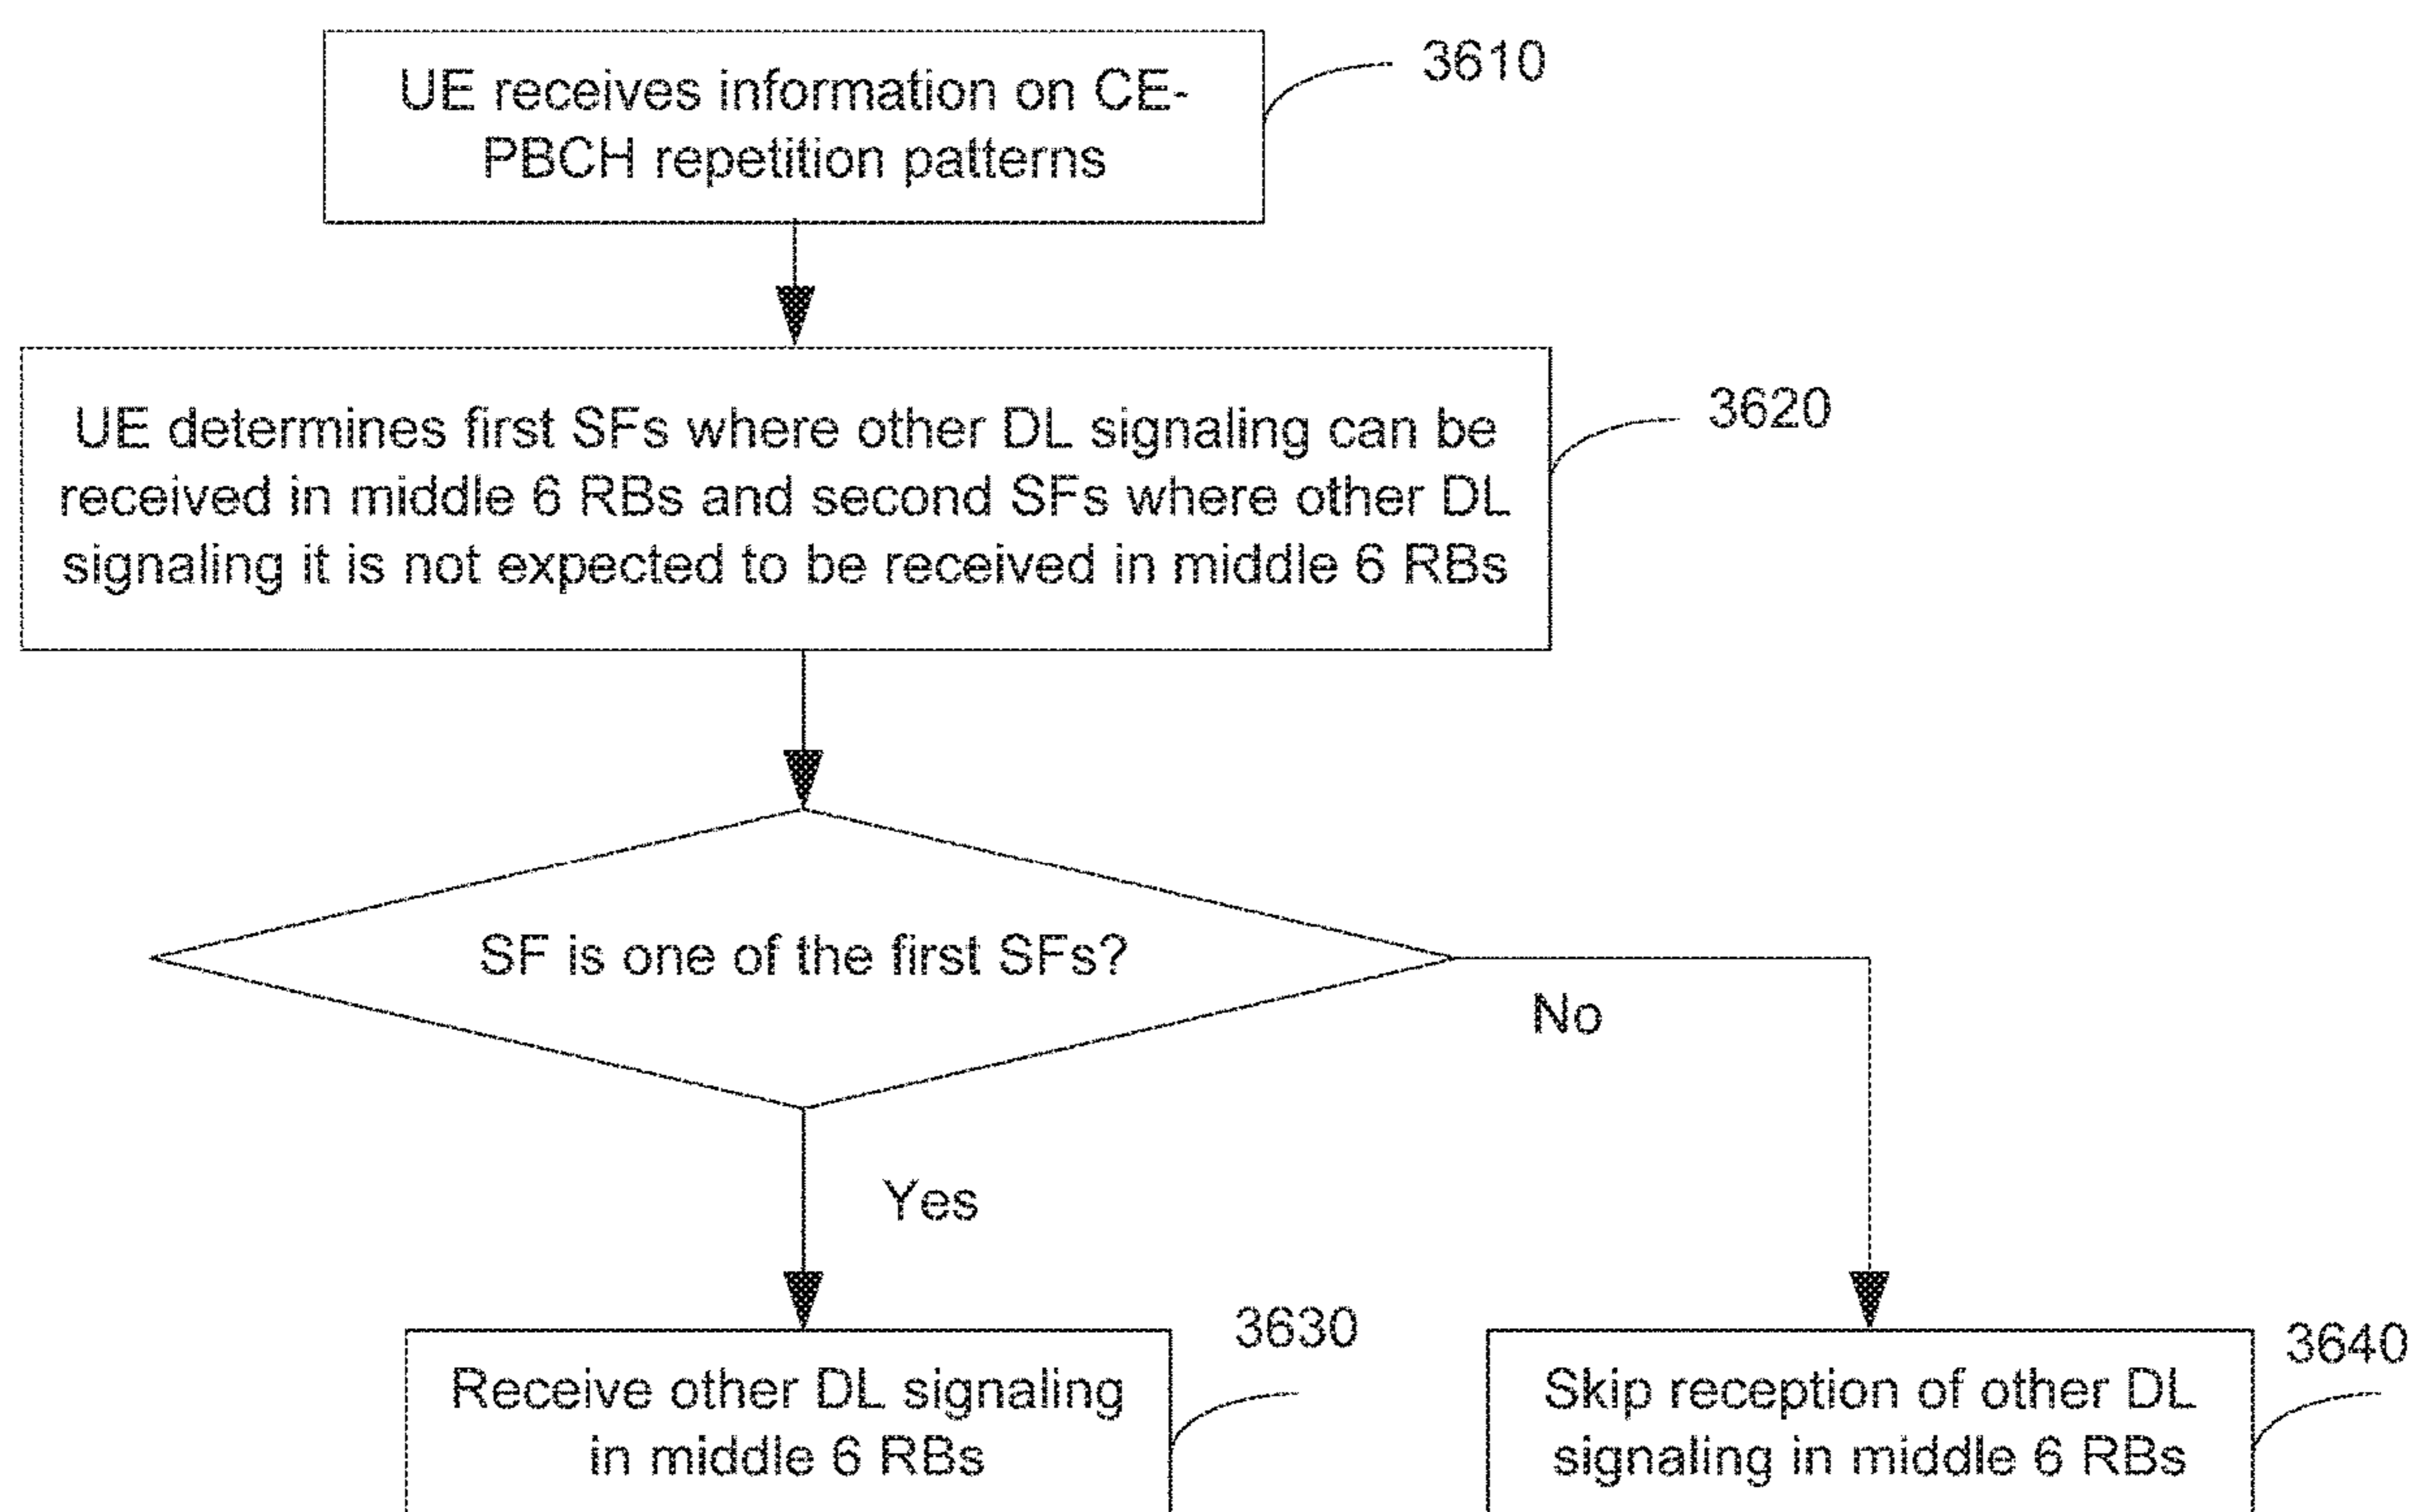 UE receives information on CE-
PBCH repetition patterns
3610
UE determines first SFs where other DL signaling can be
received in middle 6 RBs and second SFs where other DL
signaling it is not expected to be received in middle 6 RBs
3620
SF is one of the first SFs?
No
Yes
Receive other DL signaling
in middle 6 RBs
3630
Skip reception of other DL
signaling in middle 6 RBs
3640